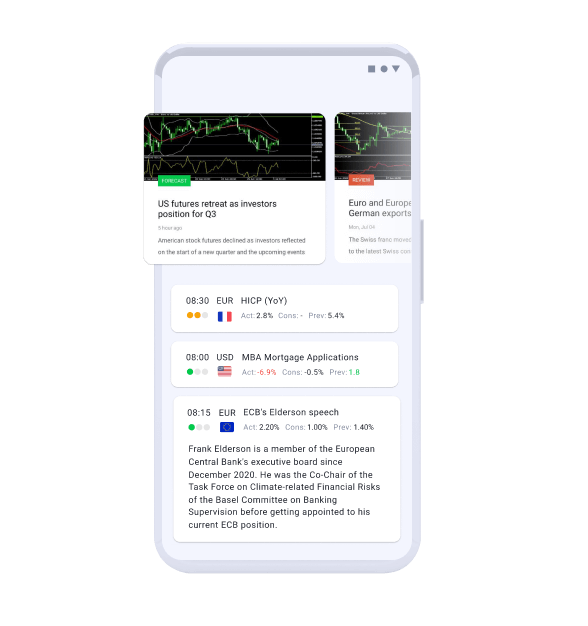 FORECAST
US futures retreat as investors
position for Q3
5 hour ago
American stock futures declined as investors reflected
on the start of a new quarter and the upcoming events
REVIEW
Euro and Europe
German exports
Mon, Jul 04
The Swiss franc moved
to the latest Swiss con
08:30 EUR HICP (YoY)
Act: 2.8% Cons: - Prev: 5.4%
08:00 USD MBA Mortgage Applications
Act: -6.9% Cons: -0.5% Prev: 1.8
08:15 EUR ECB's Elderson speech
Act: 2.20% Cons: 1.00% Prev: 1.40%
Frank Elderson is a member of the European
Central Bank's executive board since
December 2020. He was the Co-Chair of the
Task Force on Climate-related Financial Risks
of the Basel Committee on Banking
Supervision before getting appointed to his
current ECB position.